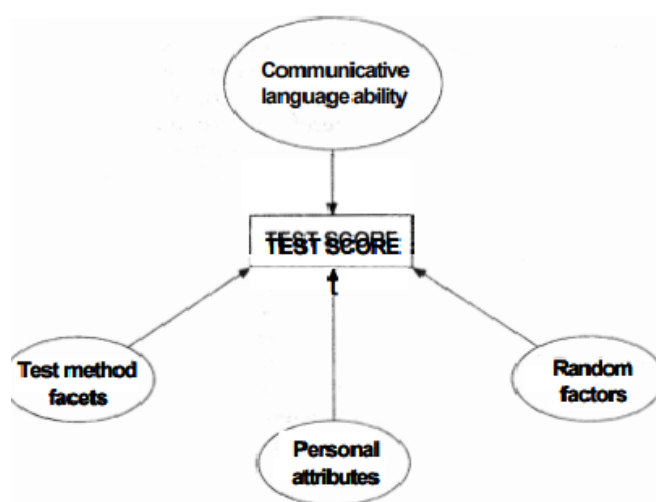 Communicative
language ability
TEST SCORE
t
Test method
facets
Random
factors
Personal
attributes